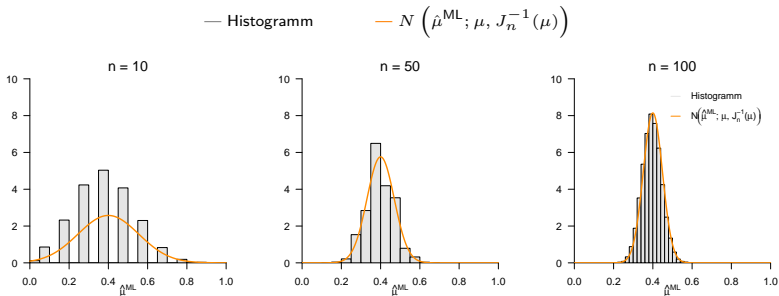 — Histogramm — N (μ̂^ML; μ, J_n^−1(μ))
n = 10
0
2
4
6
8
10
0.0 0.2 0.4 0.6 0.8 1.0
μ̂^ML
n = 50
0
2
4
6
8
10
0.0 0.2 0.4 0.6 0.8 1.0
μ̂^ML
n = 100
Histogramm
N(μ̂^ML; μ, J_n^−1(μ))
0
2
4
6
8
10
0.0 0.2 0.4 0.6 0.8 1.0
μ̂^ML